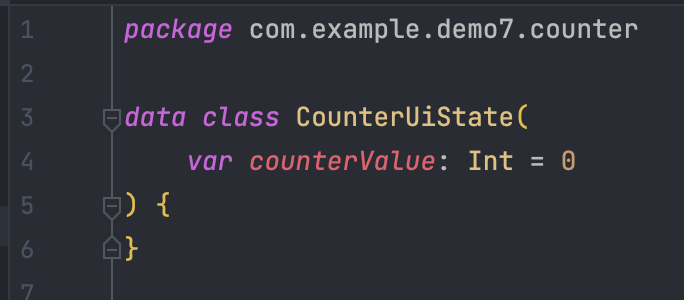 1 package com.example.demo7.counter
2
3 data class CounterUiState(
4     var counterValue: Int = 0
5 ) {
6 }
7